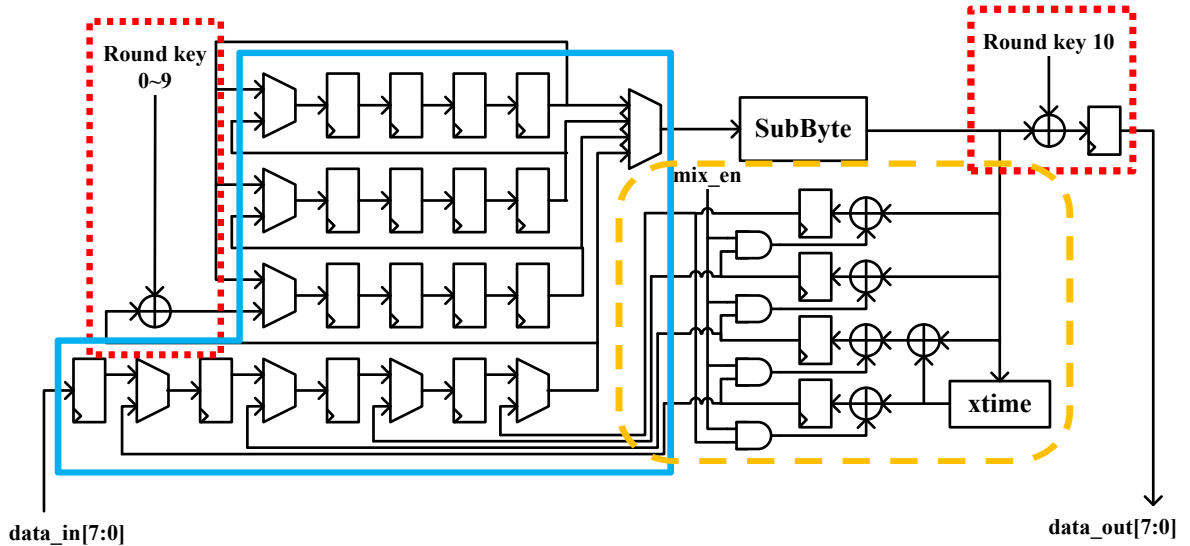 Round key
0~9
Round key 10
SubByte
mix_en
xtime
data_in[7:0]
data_out[7:0]